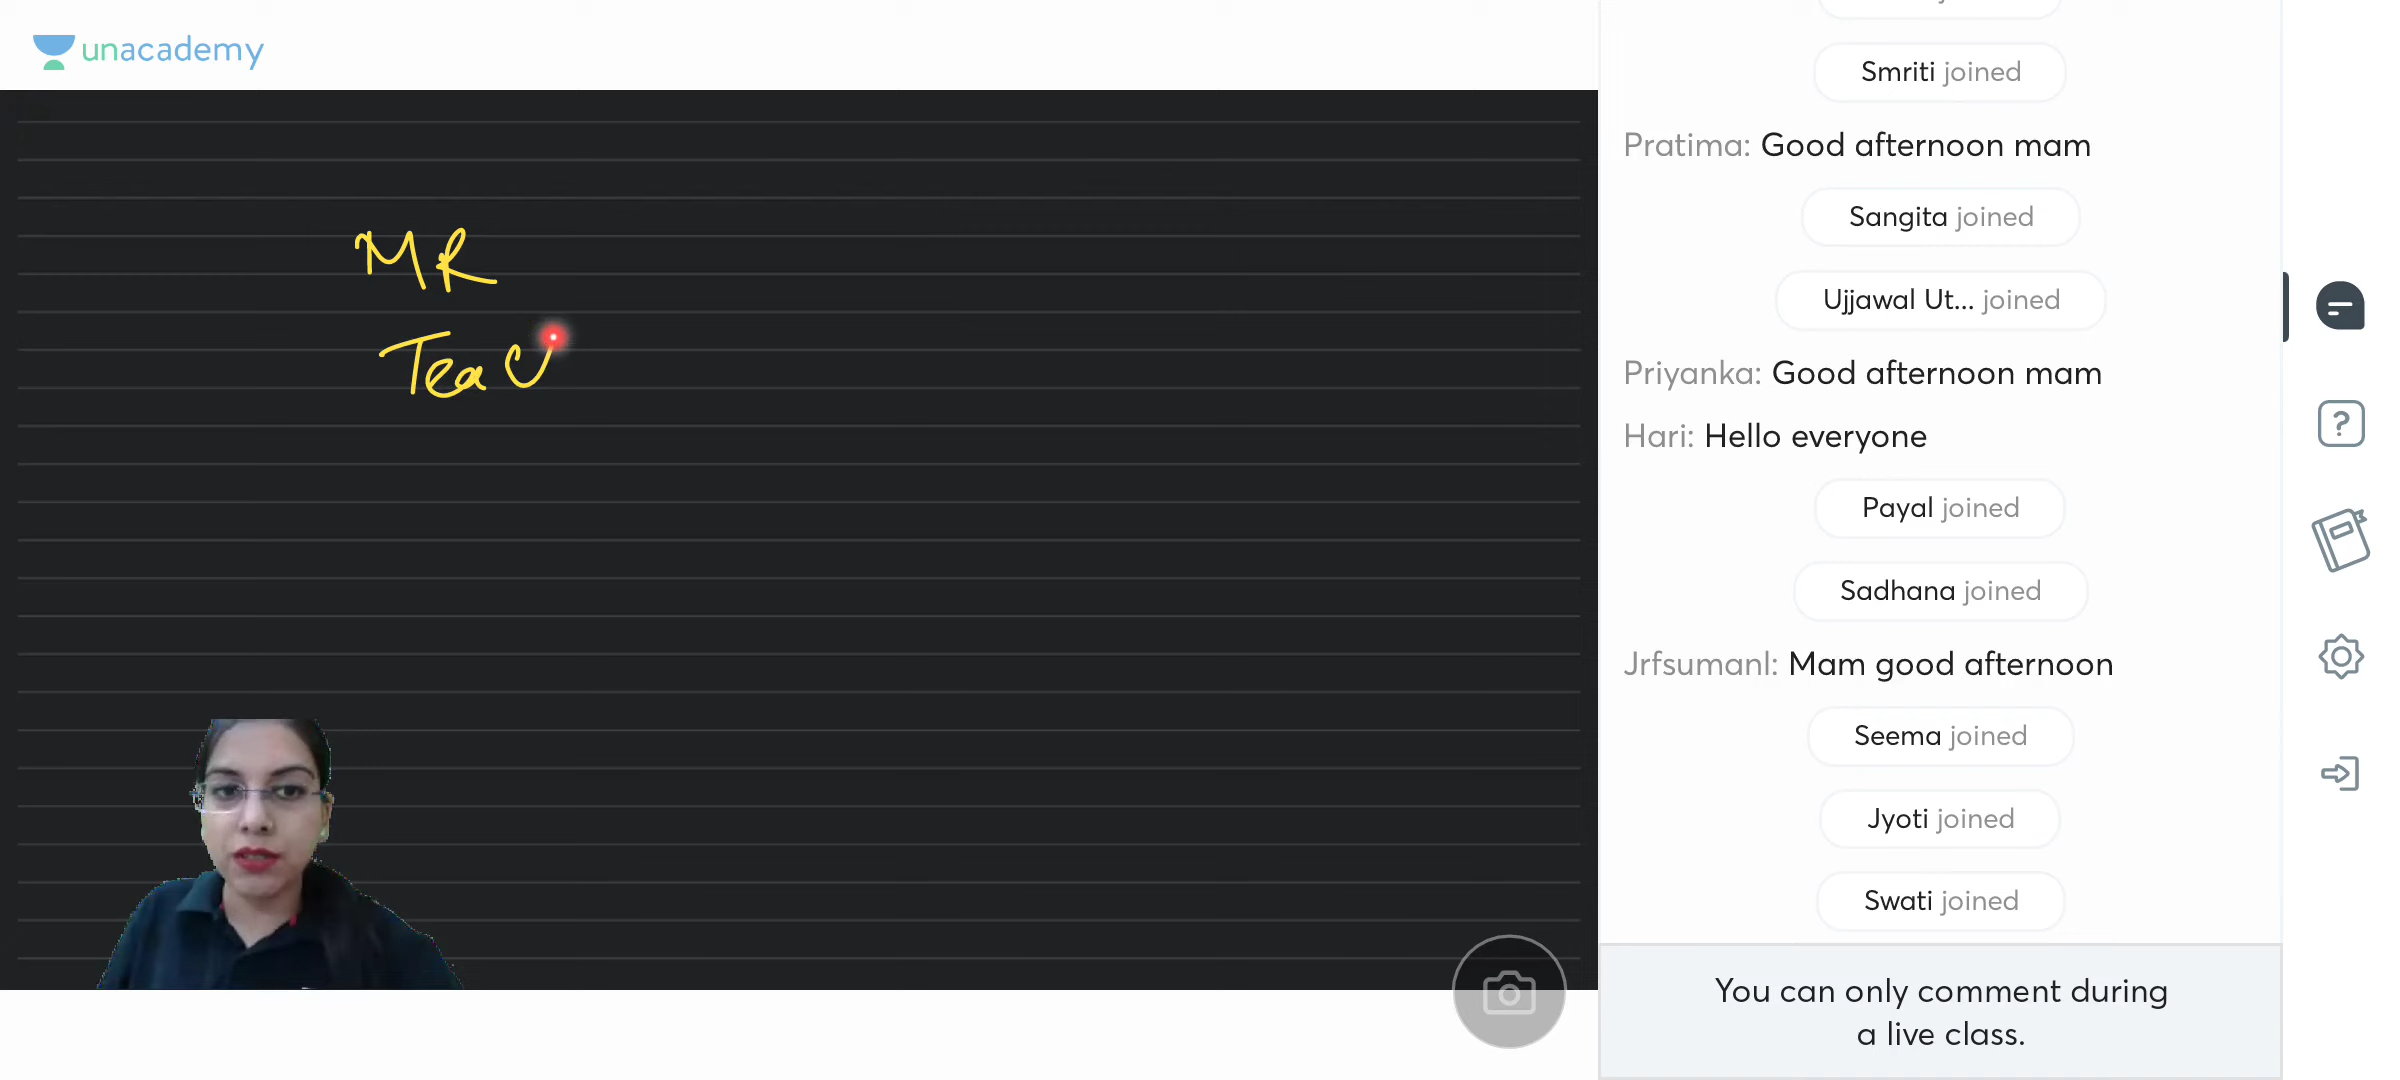 unacademy
MR
Tea
Smriti joined
Pratima: Good afternoon mam
Sangita joined
Ujjawal Ut... joined
Priyanka: Good afternoon mam
Hari: Hello everyone
Payal joined
Sadhana joined
Jrfsumanl: Mam good afternoon
Seema joined
Jyoti joined
Swati joined
You can only comment during
a live class.